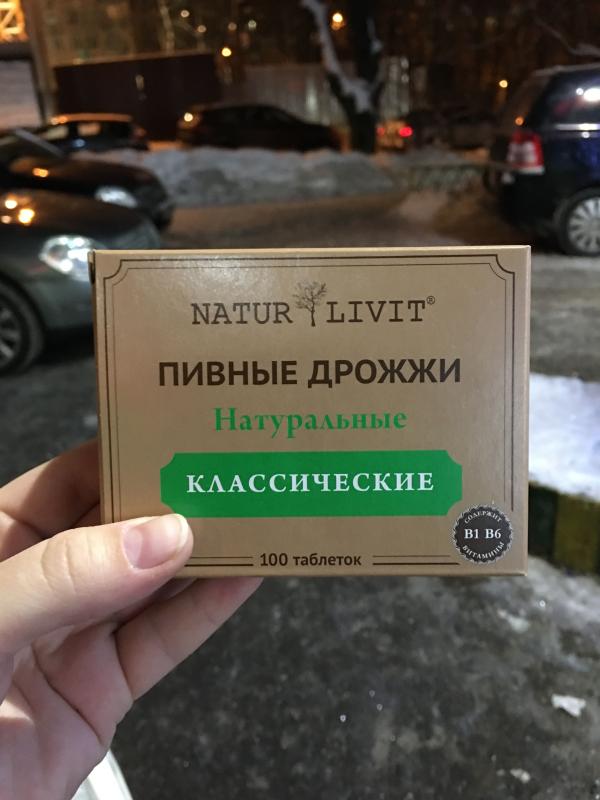 NATUR LIVIT®
ПИВНЫЕ ДРОЖЖИ
Натуральные
КЛАССИЧЕСКИЕ
СОДЕРЖИТ
B1 B6
ВИТАМИНЫ
100 таблеток